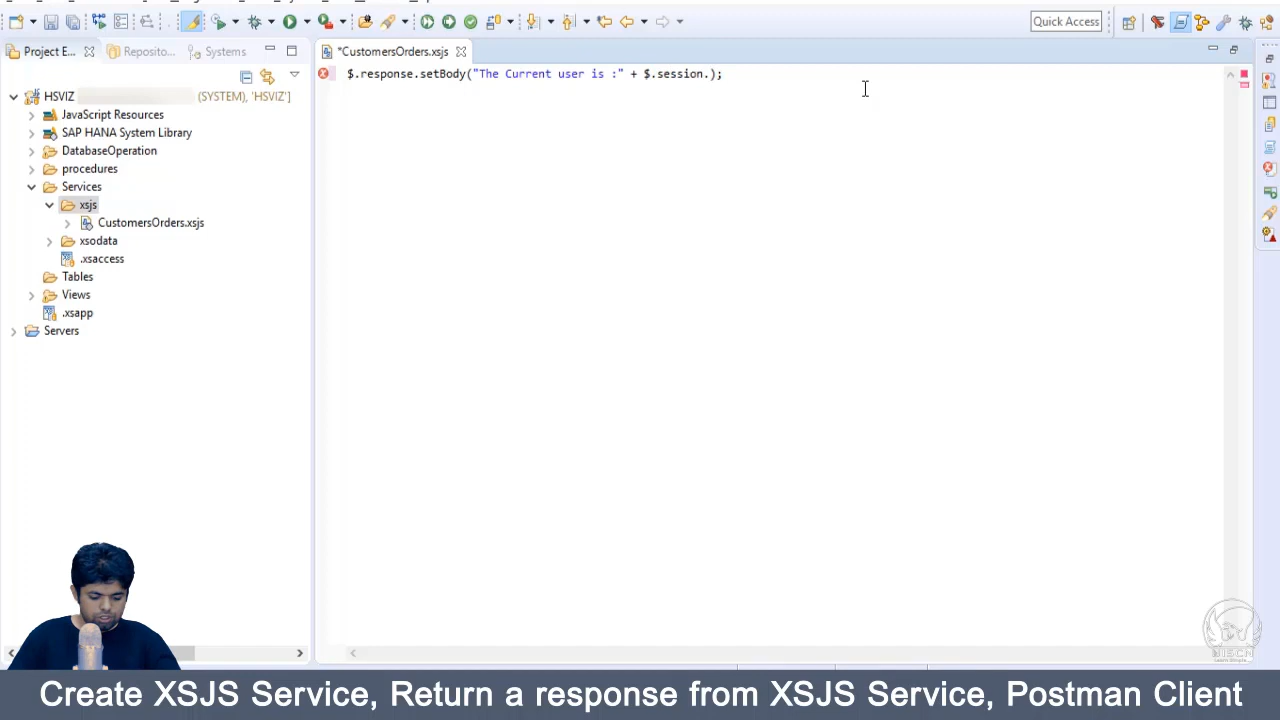 Quick Access
Project E...
Reposito...
Systems
*CustomersOrders.xsjs
$.response.setBody("The Current user is :" + $.session.);
HSVIZ (SYSTEM), 'HSVIZ']
JavaScript Resources
SAP HANA System Library
DatabaseOperation
procedures
Services
xsjs
CustomersOrders.xsjs
xsodata
.xsaccess
Tables
Views
.xsapp
Servers
Create XSJS Service, Return a response from XSJS Service, Postman Client